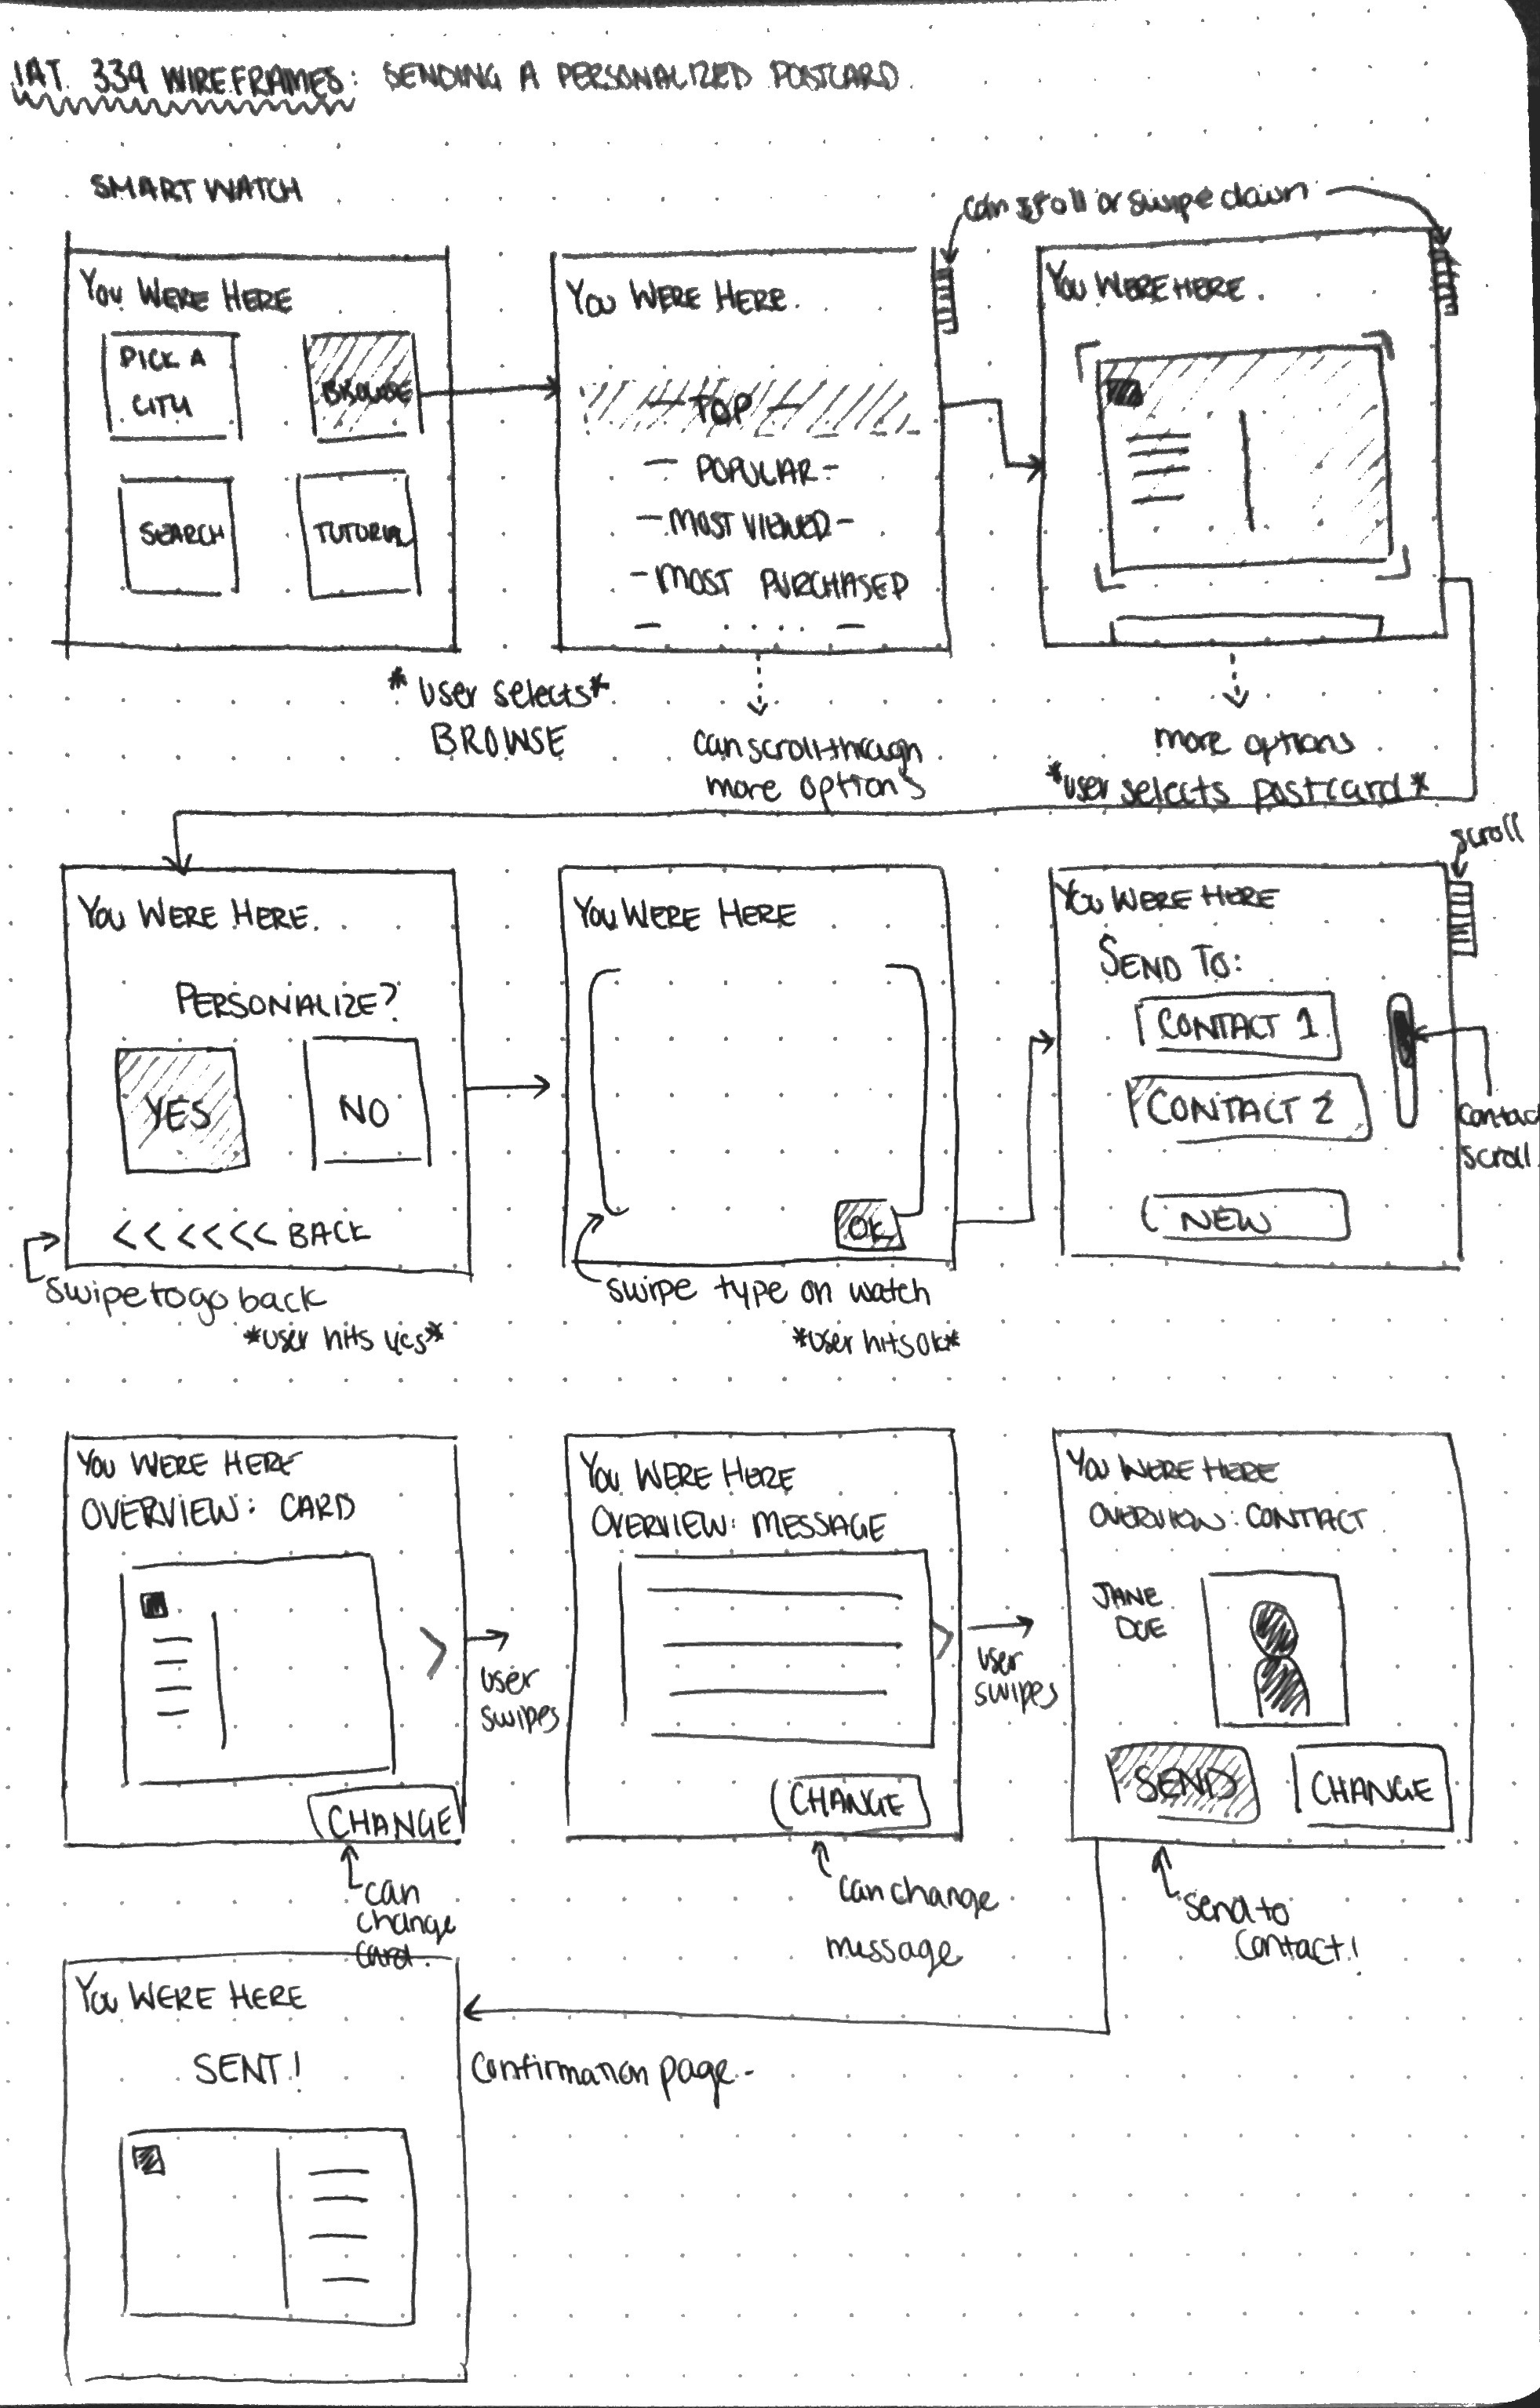 IAT 339 WIREFRAMES: SENDING A PERSONALIZED POSTCARD
SMART WATCH
can scroll or swipe down
YOU WERE HERE
PICK A
CITY
BROWSE
SEARCH
TUTORIAL
*user selects*
BROWSE
YOU WERE HERE.
— TOP —
— POPULAR -
— MOST VIEWED -
- MOST PURCHASED
— .... —
can scroll through
more options
YOU WERE HERE.
more options
*user selects postcard*
YOU WERE HERE.
PERSONALIZE?
YES
NO
<<<<<< BACK
swipe to go back
*user hits yes*
YOU WERE HERE
OK
swipe type on watch
*user hits ok*
scroll
YOU WERE HERE
SEND TO:
CONTACT 1
CONTACT 2
NEW
contac
scroll
YOU WERE HERE
OVERVIEW: CARD
>
CHANGE
user
swipes
can
change
card.
YOU WERE HERE
OVERVIEW: MESSAGE
>
CHANGE
user
swipes
can change
message
YOU WERE HERE
OVERVIEW: CONTACT
JANE
DOE
SEND
CHANGE
send to
contact!
YOU WERE HERE
SENT!
confirmation page -